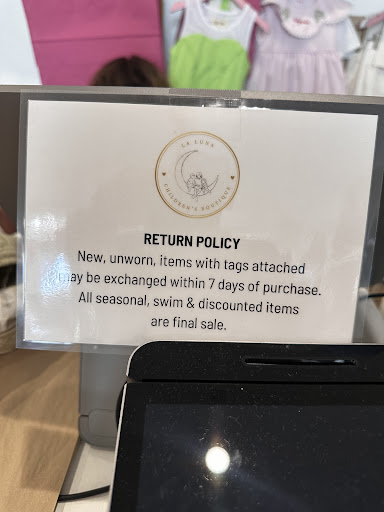 LA LUNA
CHILDREN'S BOUTIQUE
RETURN POLICY
New, unworn, items with tags attached
may be exchanged within 7 days of purchase.
All seasonal, swim & discounted items
are final sale.